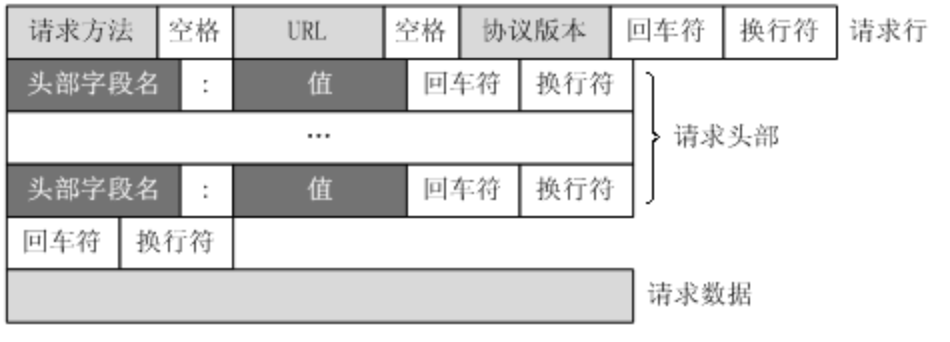 请求方法 空格 URL 空格 协议版本 回车符 换行符 请求行
头部字段名 : 值 回车符 换行符
... 请求头部
头部字段名 : 值 回车符 换行符
回车符 换行符
请求数据